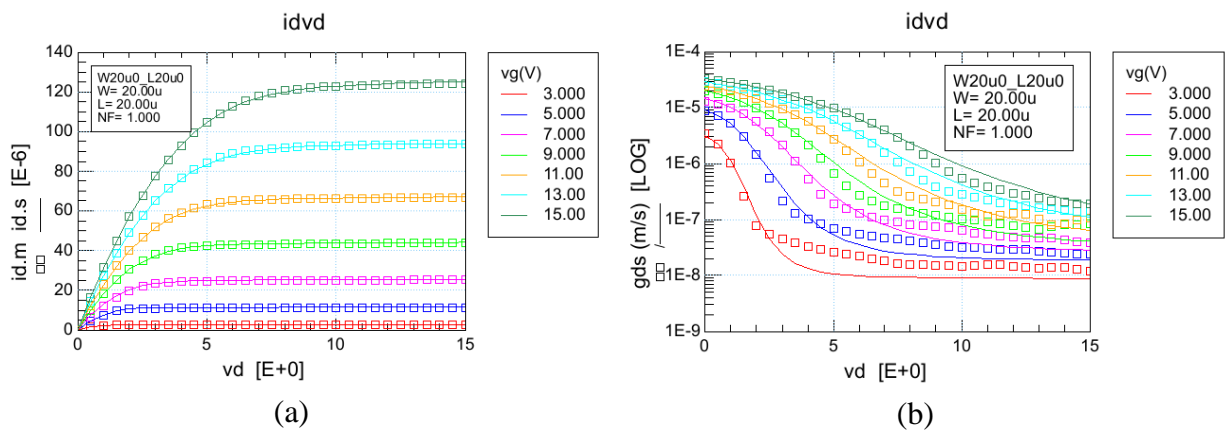 idvd
140
120
100
80
60
40
20
0
id.m id.s [E-6]
W20u0_L20u0
W= 20.00u
L= 20.00u
NF= 1.000
0
5
10
15
vd [E+0]
vg(V)
3.000
5.000
7.000
9.000
11.00
13.00
15.00
(a)
idvd
1E-4
1E-5
1E-6
1E-7
1E-8
1E-9
gds (m/s) [LOG]
W20u0_L20u0
W= 20.00u
L= 20.00u
NF= 1.000
0
5
10
15
vd [E+0]
vg(V)
3.000
5.000
7.000
9.000
11.00
13.00
15.00
(b)